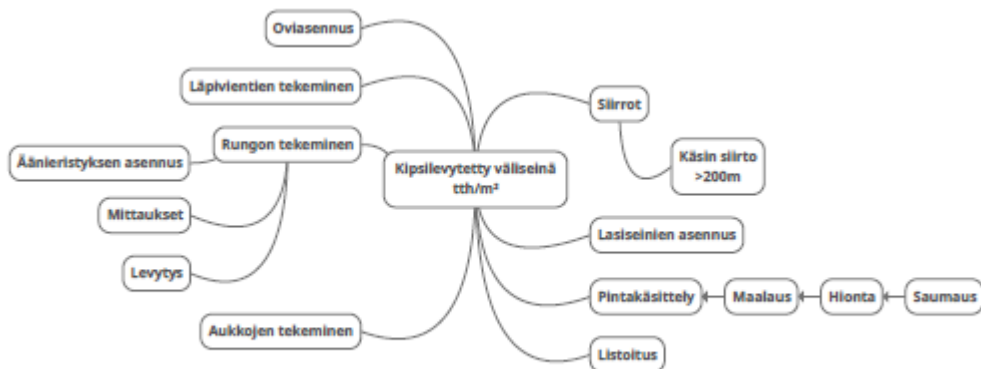 Oviasennus
Läpivientien tekeminen
Rungon tekeminen
Äänieristyksen asennus
Mittaukset
Levytys
Aukkojen tekeminen
Kipsilevytetty väliseinä
tth/m²
Siirrot
Käsin siirto
>200m
Lasiseinien asennus
Pintakäsittely
Maalaus
Hionta
Saumaus
Listoitus